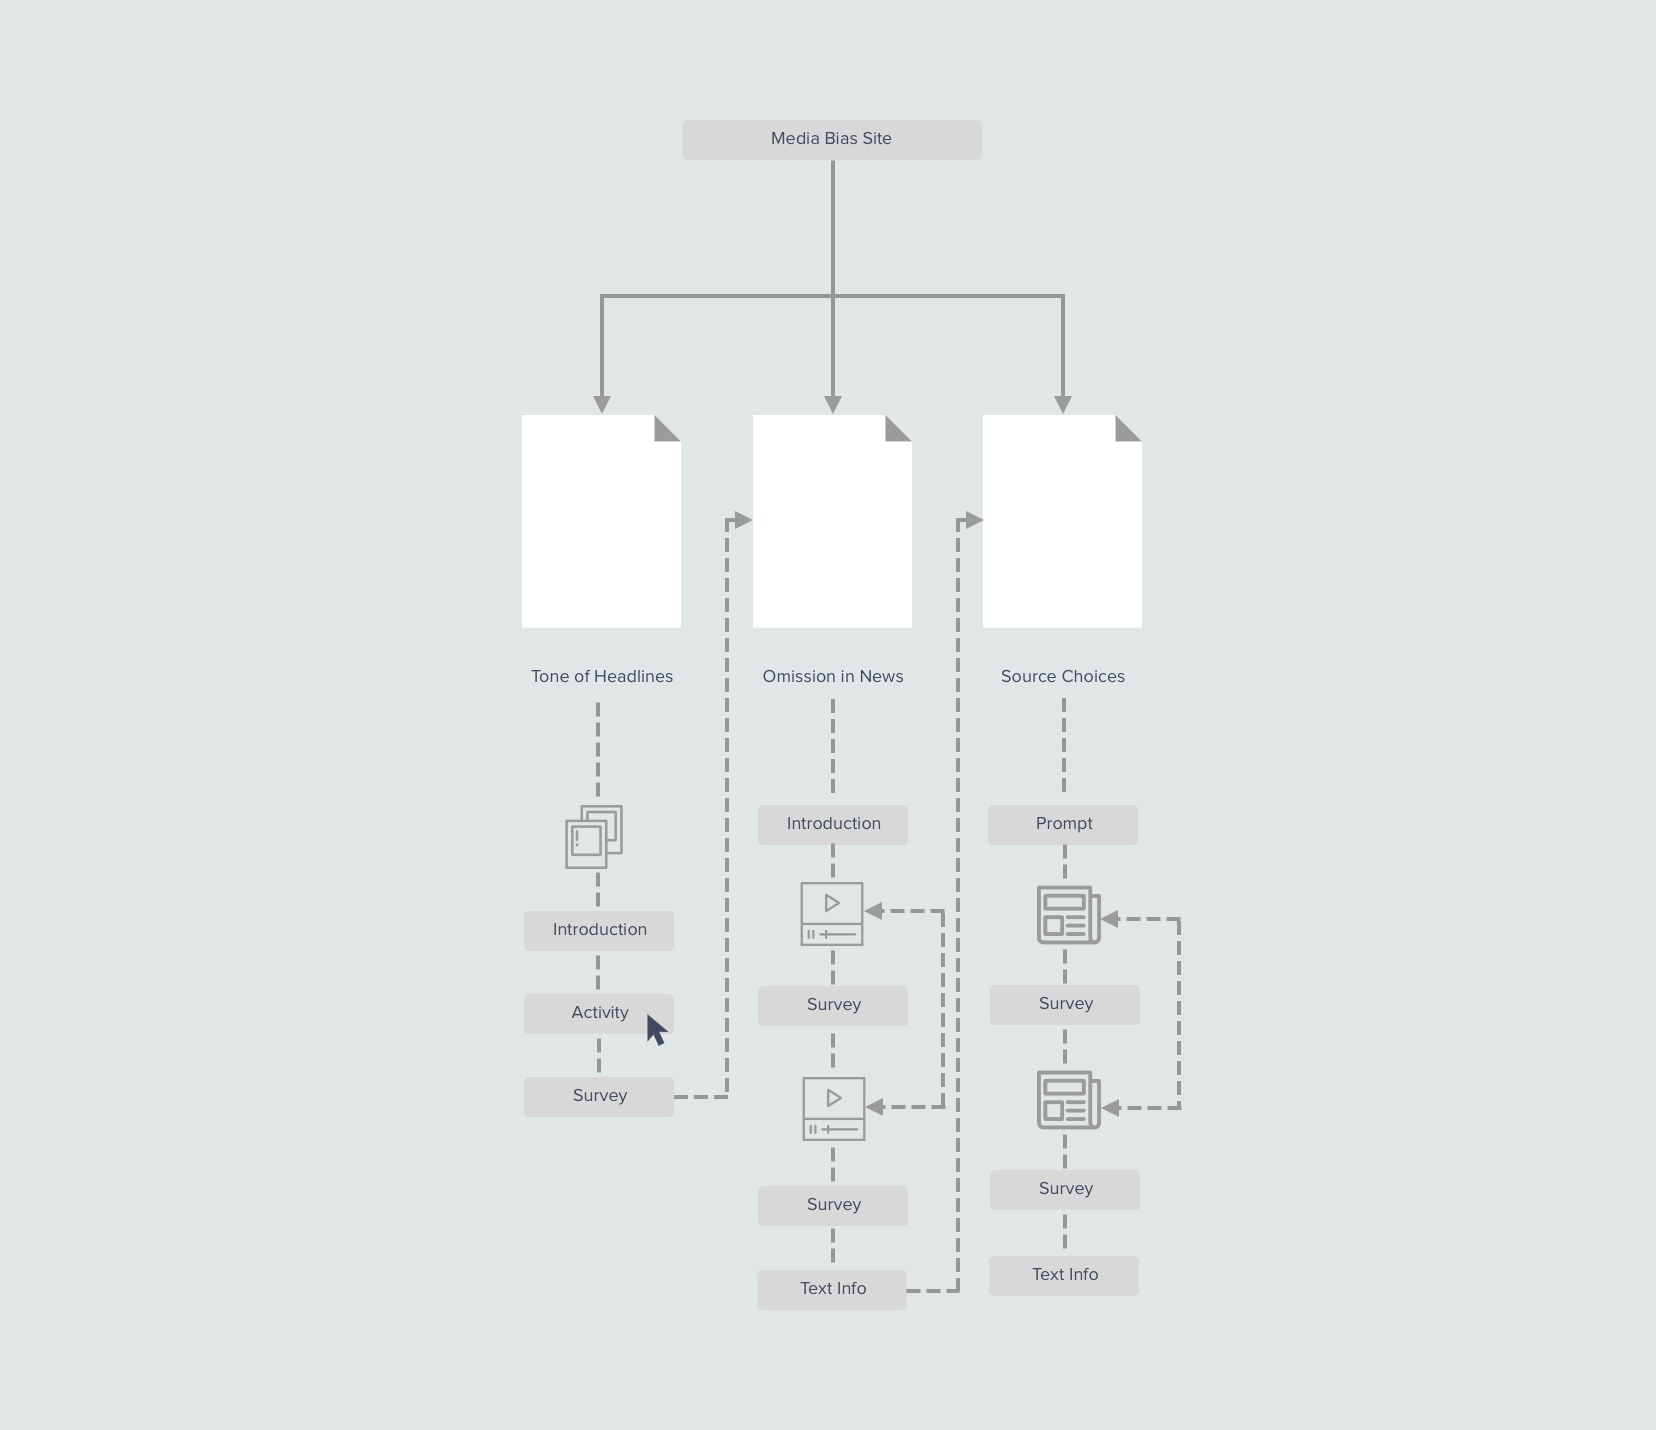 Media Bias Site
Tone of Headlines
Omission in News
Source Choices
Introduction
Activity
Survey
Introduction
Survey
Survey
Text Info
Prompt
Survey
Survey
Text Info